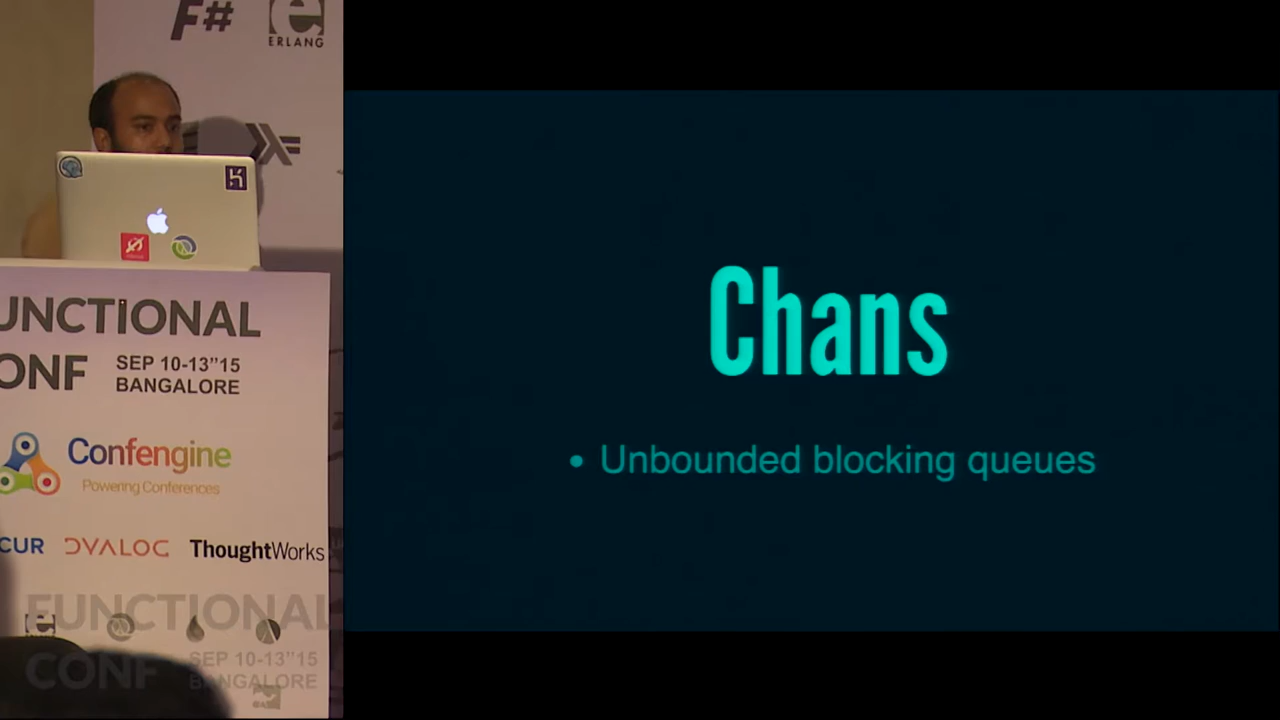 F#
ERLANG
UNCTiONAL
ONF
SEP 10-13"15
BANGALORE
Confengine
Powering Conferences
CUR
DVALOC
ThoughtWorks
FUNCTIONAL
CONF
SEP 10-13"15
BANGALORE
Chans
• Unbounded blocking queues